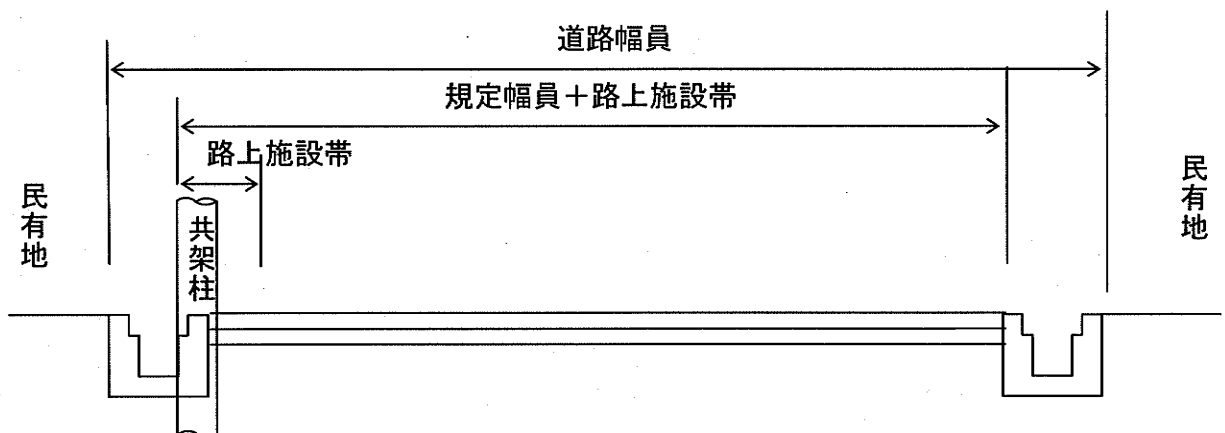 道路幅員
規定幅員＋路上施設帯
路上施設帯
民有地
共架柱
民有地